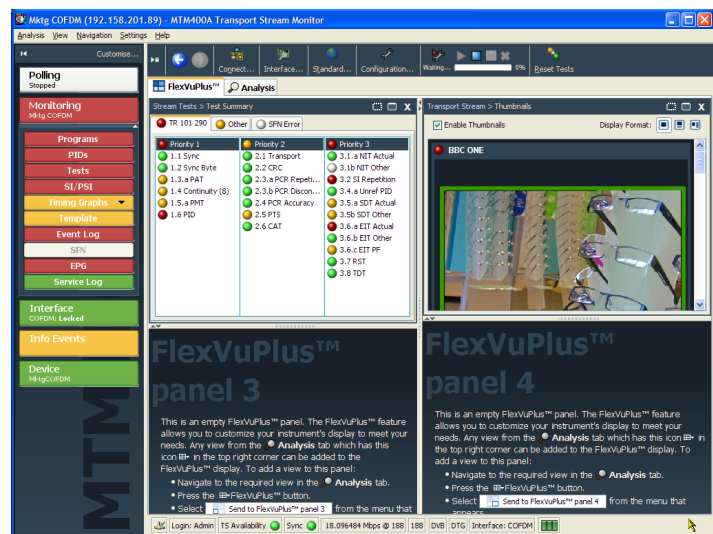 Mktg COFDM (192.158.201.89) - MTM400A Transport Stream Monitor
Analysis View Navigation Settings Help
Customise...
Connect... Interface... Standard... Configuration... Waiting... 0% Reset Tests
Polling
Stopped
Monitoring
Mktg COFDM
Programs
PIDs
Tests
SI/PSI
Timing Graphs
Template
Event Log
SFN
EPG
Service Log
Interface
COFDM: Locked
Info Events
Device
MktgCOFDM
MTM
FlexVuPlus™ Analysis
Stream Tests > Test Summary
TR 101 290 Other SFN Error
Priority 1
1.1 Sync
1.2 Sync Byte
1.3.a PAT
1.4 Continuity (8)
1.5.a PMT
1.6 PID
Priority 2
2.1 Transport
2.2 CRC
2.3.a PCR Repeti...
2.3.b PCR Discon...
2.4 PCR Accuracy
2.5 PTS
2.6 CAT
Priority 3
3.1.a NIT Actual
3.1b NIT Other
3.2 SI Repetition
3.4.a Unref PID
3.5.a SDT Actual
3.5b SDT Other
3.6.a EIT Actual
3.6.b EIT Other
3.6.c EIT PF
3.7 RST
3.8 TDT
Transport Stream > Thumbnails
Enable Thumbnails Display Format:
BBC ONE
FlexVuPlus™
panel 3
This is an empty FlexVuPlus™ panel. The FlexVuPlus™ feature
allows you to customize your instrument's display to meet your
needs. Any view from the Analysis tab which has this
icon in the top right corner can be added to the
FlexVuPlus™ display. To add a view to this panel:
• Navigate to the required view in the Analysis tab.
• Press the FlexVuPlus™ button.
• Select Send to FlexVuPlus™ panel 3 from the menu that
FlexVuPlus™
panel 4
This is an empty FlexVuPlus™ panel. The FlexVuPlus™ feature
allows you to customize your instrument's display to meet your
needs. Any view from the Analysis tab which has this icon in
the top right corner can be added to the FlexVuPlus™ display. To
add a view to this panel:
• Navigate to the required view in the Analysis tab.
• Press the FlexVuPlus™ button.
• Select Send to FlexVuPlus™ panel 4 from the menu that
appears.
Login: Admin TS Availability Sync 18.096484 Mbps @ 188 188 DVB DTG Interface: COFDM